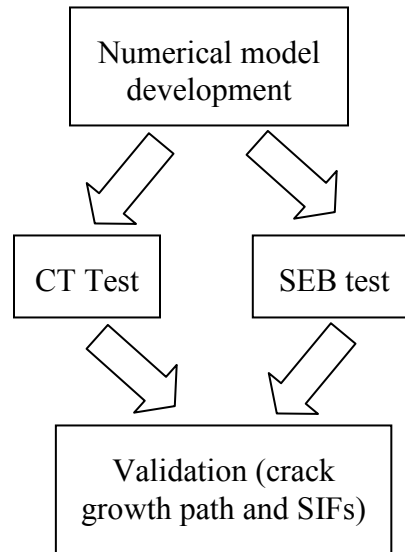 Numerical model
development
CT Test
SEB test
Validation (crack
growth path and SIFs)